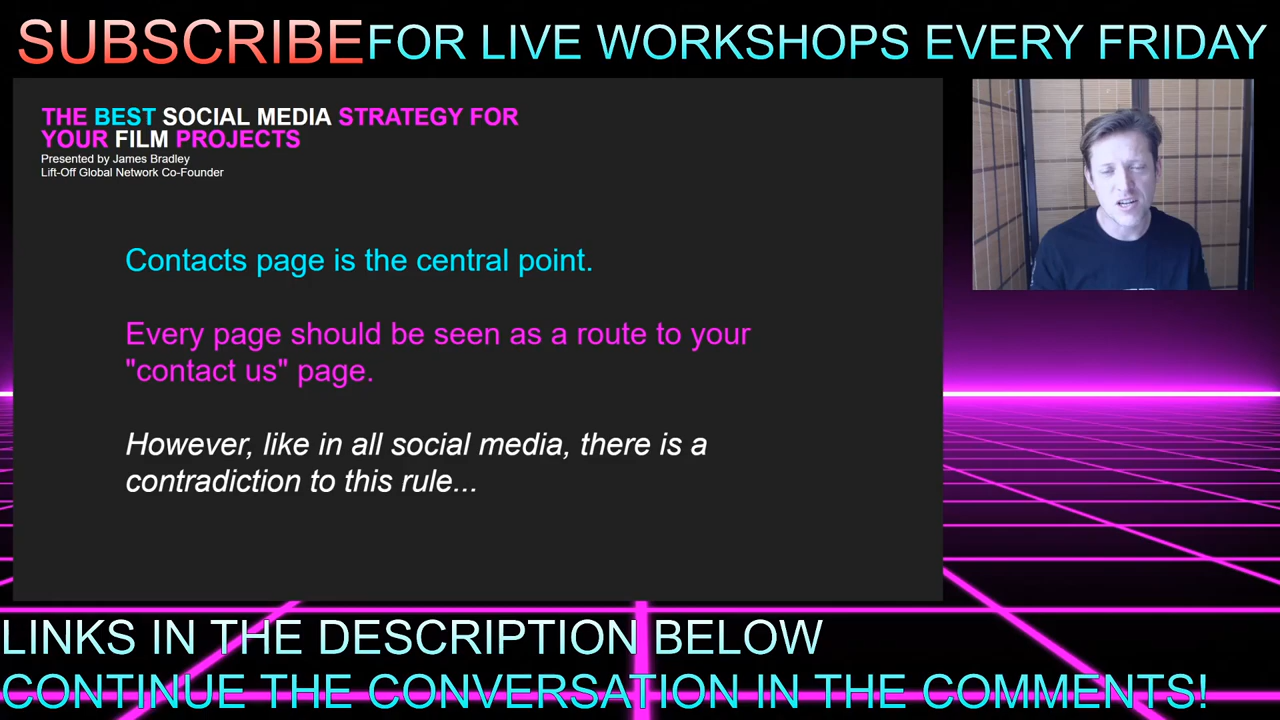 SUBSCRIBE FOR LIVE WORKSHOPS EVERY FRIDAY
THE BEST SOCIAL MEDIA STRATEGY FOR
YOUR FILM PROJECTS
Presented by James Bradley
Lift-Off Global Network Co-Founder
Contacts page is the central point.
Every page should be seen as a route to your
"contact us" page.
However, like in all social media, there is a
contradiction to this rule...
LINKS IN THE DESCRIPTION BELOW
CONTINUE THE CONVERSATION IN THE COMMENTS!